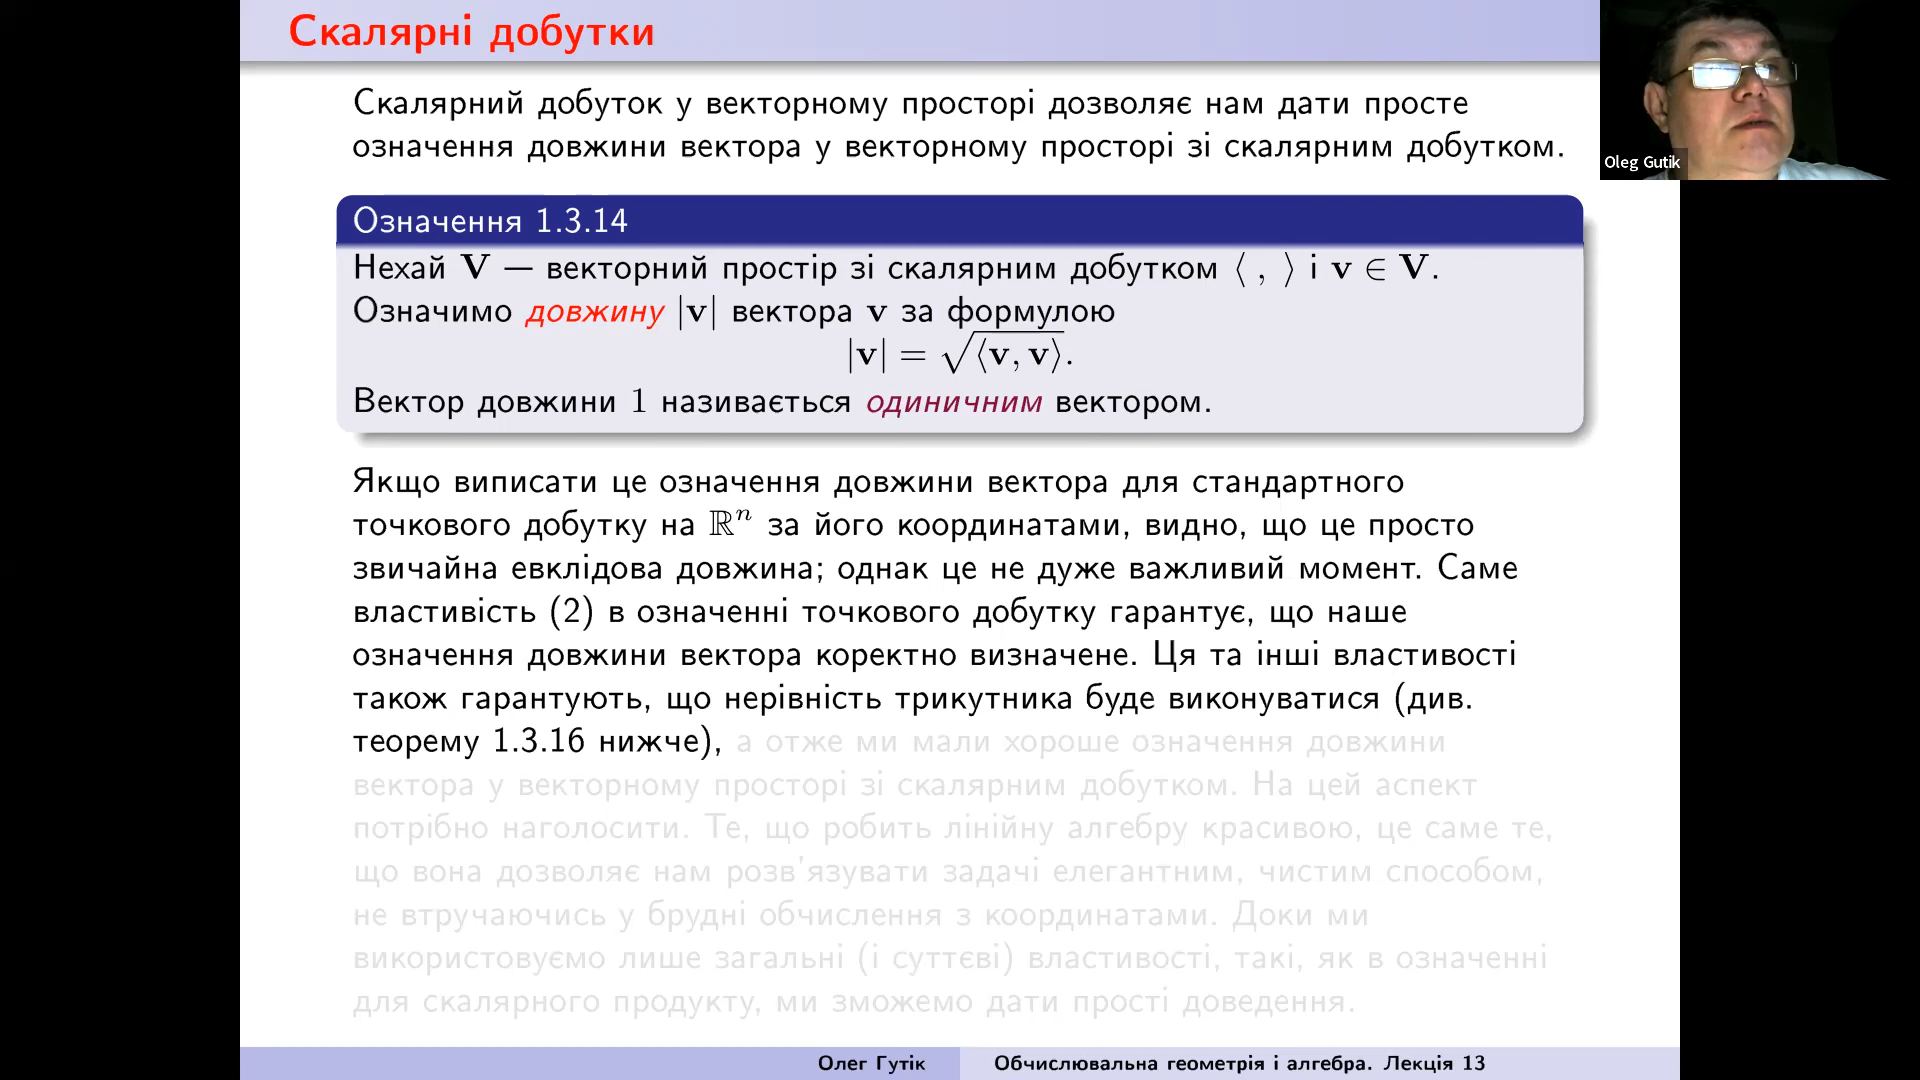 Скалярні добутки
Скалярний добуток у векторному просторі дозволяє нам дати просте
означення довжини вектора у векторному просторі зі скалярним добутком.
Oleg Gutik
Означення 1.3.14
Нехай V — векторний простір зі скалярним добутком ⟨ , ⟩ і v ∈ V.
Означимо довжину |v| вектора v за формулою
|v| = √⟨v, v⟩.
Вектор довжини 1 називається одиничним вектором.
Якщо виписати це означення довжини вектора для стандартного
точкового добутку на ℝⁿ за його координатами, видно, що це просто
звичайна евклідова довжина; однак це не дуже важливий момент. Саме
властивість (2) в означенні точкового добутку гарантує, що наше
означення довжини вектора коректно визначене. Ця та інші властивості
також гарантують, що нерівність трикутника буде виконуватися (див.
теорему 1.3.16 нижче), а отже ми мали хороше означення довжини
вектора у векторному просторі зі скалярним добутком. На цей аспект
потрібно наголосити. Те, що робить лінійну алгебру красивою, це саме те,
що вона дозволяє нам розв'язувати задачі елегантним, чистим способом,
не втручаючись у брудні обчислення з координатами. Доки ми
використовуємо лише загальні (і суттєві) властивості, такі, як в означенні
для скалярного продукту, ми зможемо дати прості доведення.
Олег Гутік
Обчислювальна геометрія і алгебра. Лекція 13